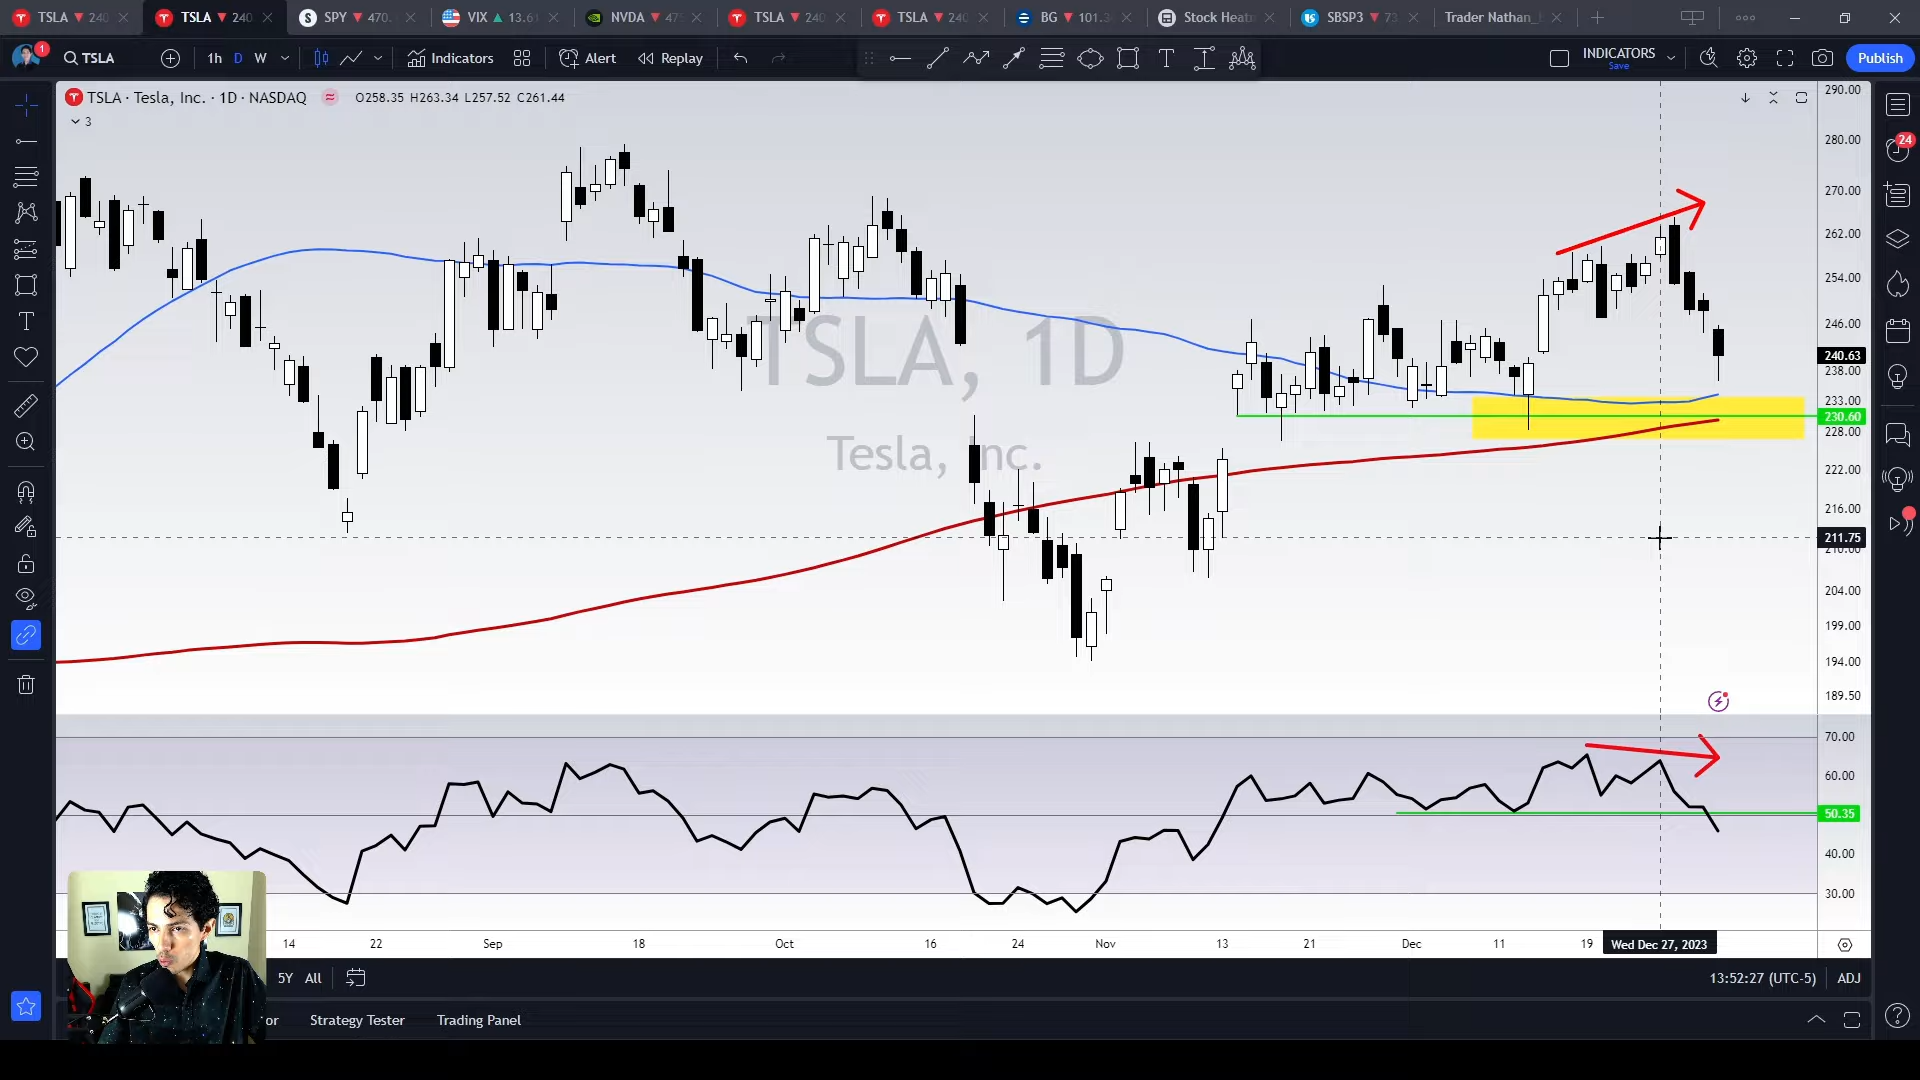 TSLA ▼ 240
TSLA ▼ 240
SPY ▼ 470.
VIX ▲ 13.6
NVDA ▼ 47
TSLA ▼ 240
TSLA ▼ 240
BG ▼ 101.3
Stock Heatm
SBSP3 ▼ 73
Trader Nathan_
1
TSLA
1h D W
Indicators
Alert
Replay
INDICATORS
Save
Publish
TSLA · Tesla, Inc. · 1D · NASDAQ
O258.35 H263.34 L257.52 C261.44
3
TSLA, 1D
Tesla, Inc.
290.00
280.00
270.00
262.00
254.00
246.00
240.63
238.00
233.00
230.60
228.00
222.00
216.00
211.75
210.00
204.00
199.00
194.00
189.50
70.00
60.00
50.35
40.00
30.00
24
14 22 Sep 18 Oct 16 24 Nov 13 21 Dec 11 19 Wed Dec 27, 2023
5Y All
13:52:27 (UTC-5) ADJ
or Strategy Tester Trading Panel